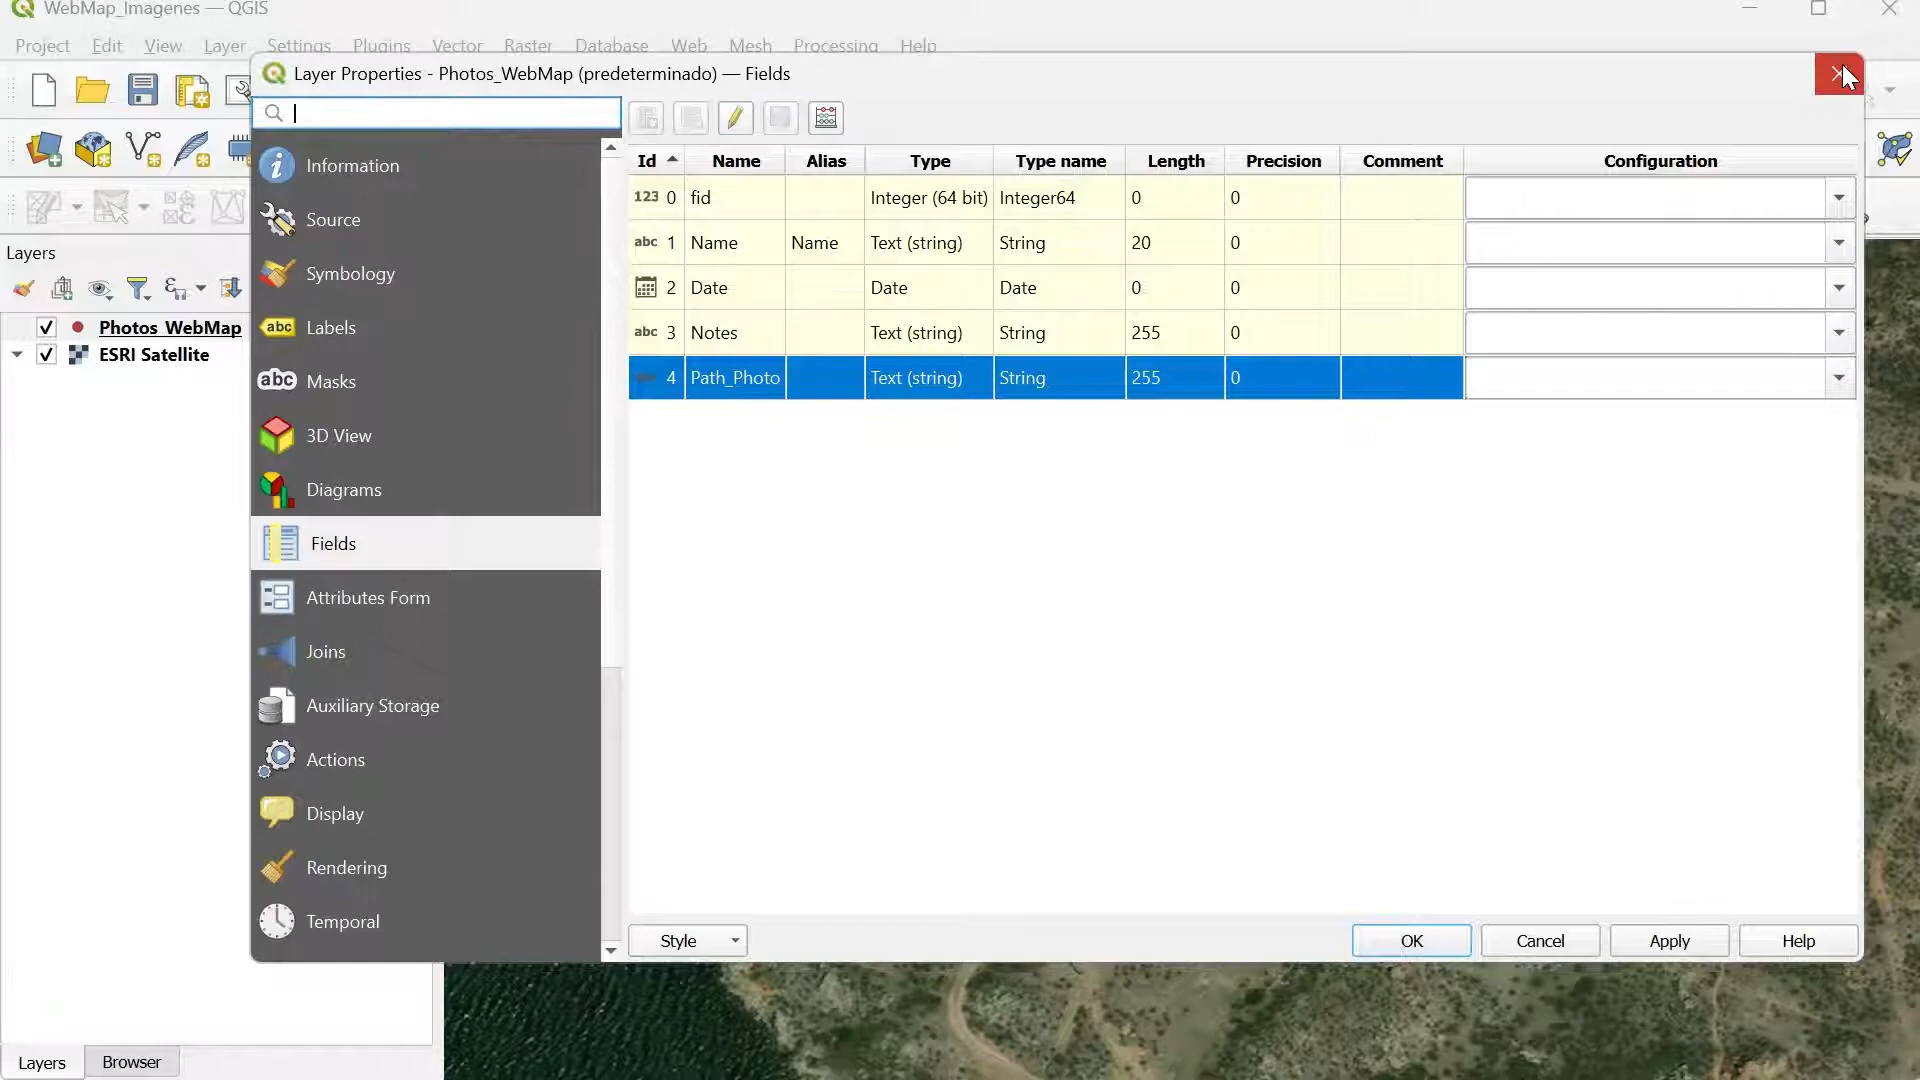 WebMap_Imagenes — QGIS
Project Edit View Layer Settings Plugins Vector Raster Database Web Mesh Processing Help
Layer Properties - Photos_WebMap (predeterminado) — Fields
Information
Source
Symbology
abc Labels
abc Masks
3D View
Diagrams
Fields
Attributes Form
Joins
Auxiliary Storage
Actions
Display
Rendering
Temporal
Id Name Alias Type Type name Length Precision Comment Configuration
123 0 fid Integer (64 bit) Integer64 0 0
abc 1 Name Name Text (string) String 20 0
2 Date Date Date 0 0
abc 3 Notes Text (string) String 255 0
4 Path_Photo Text (string) String 255 0
Style OK Cancel Apply Help
Layers
Photos WebMap
ESRI Satellite
Layers Browser